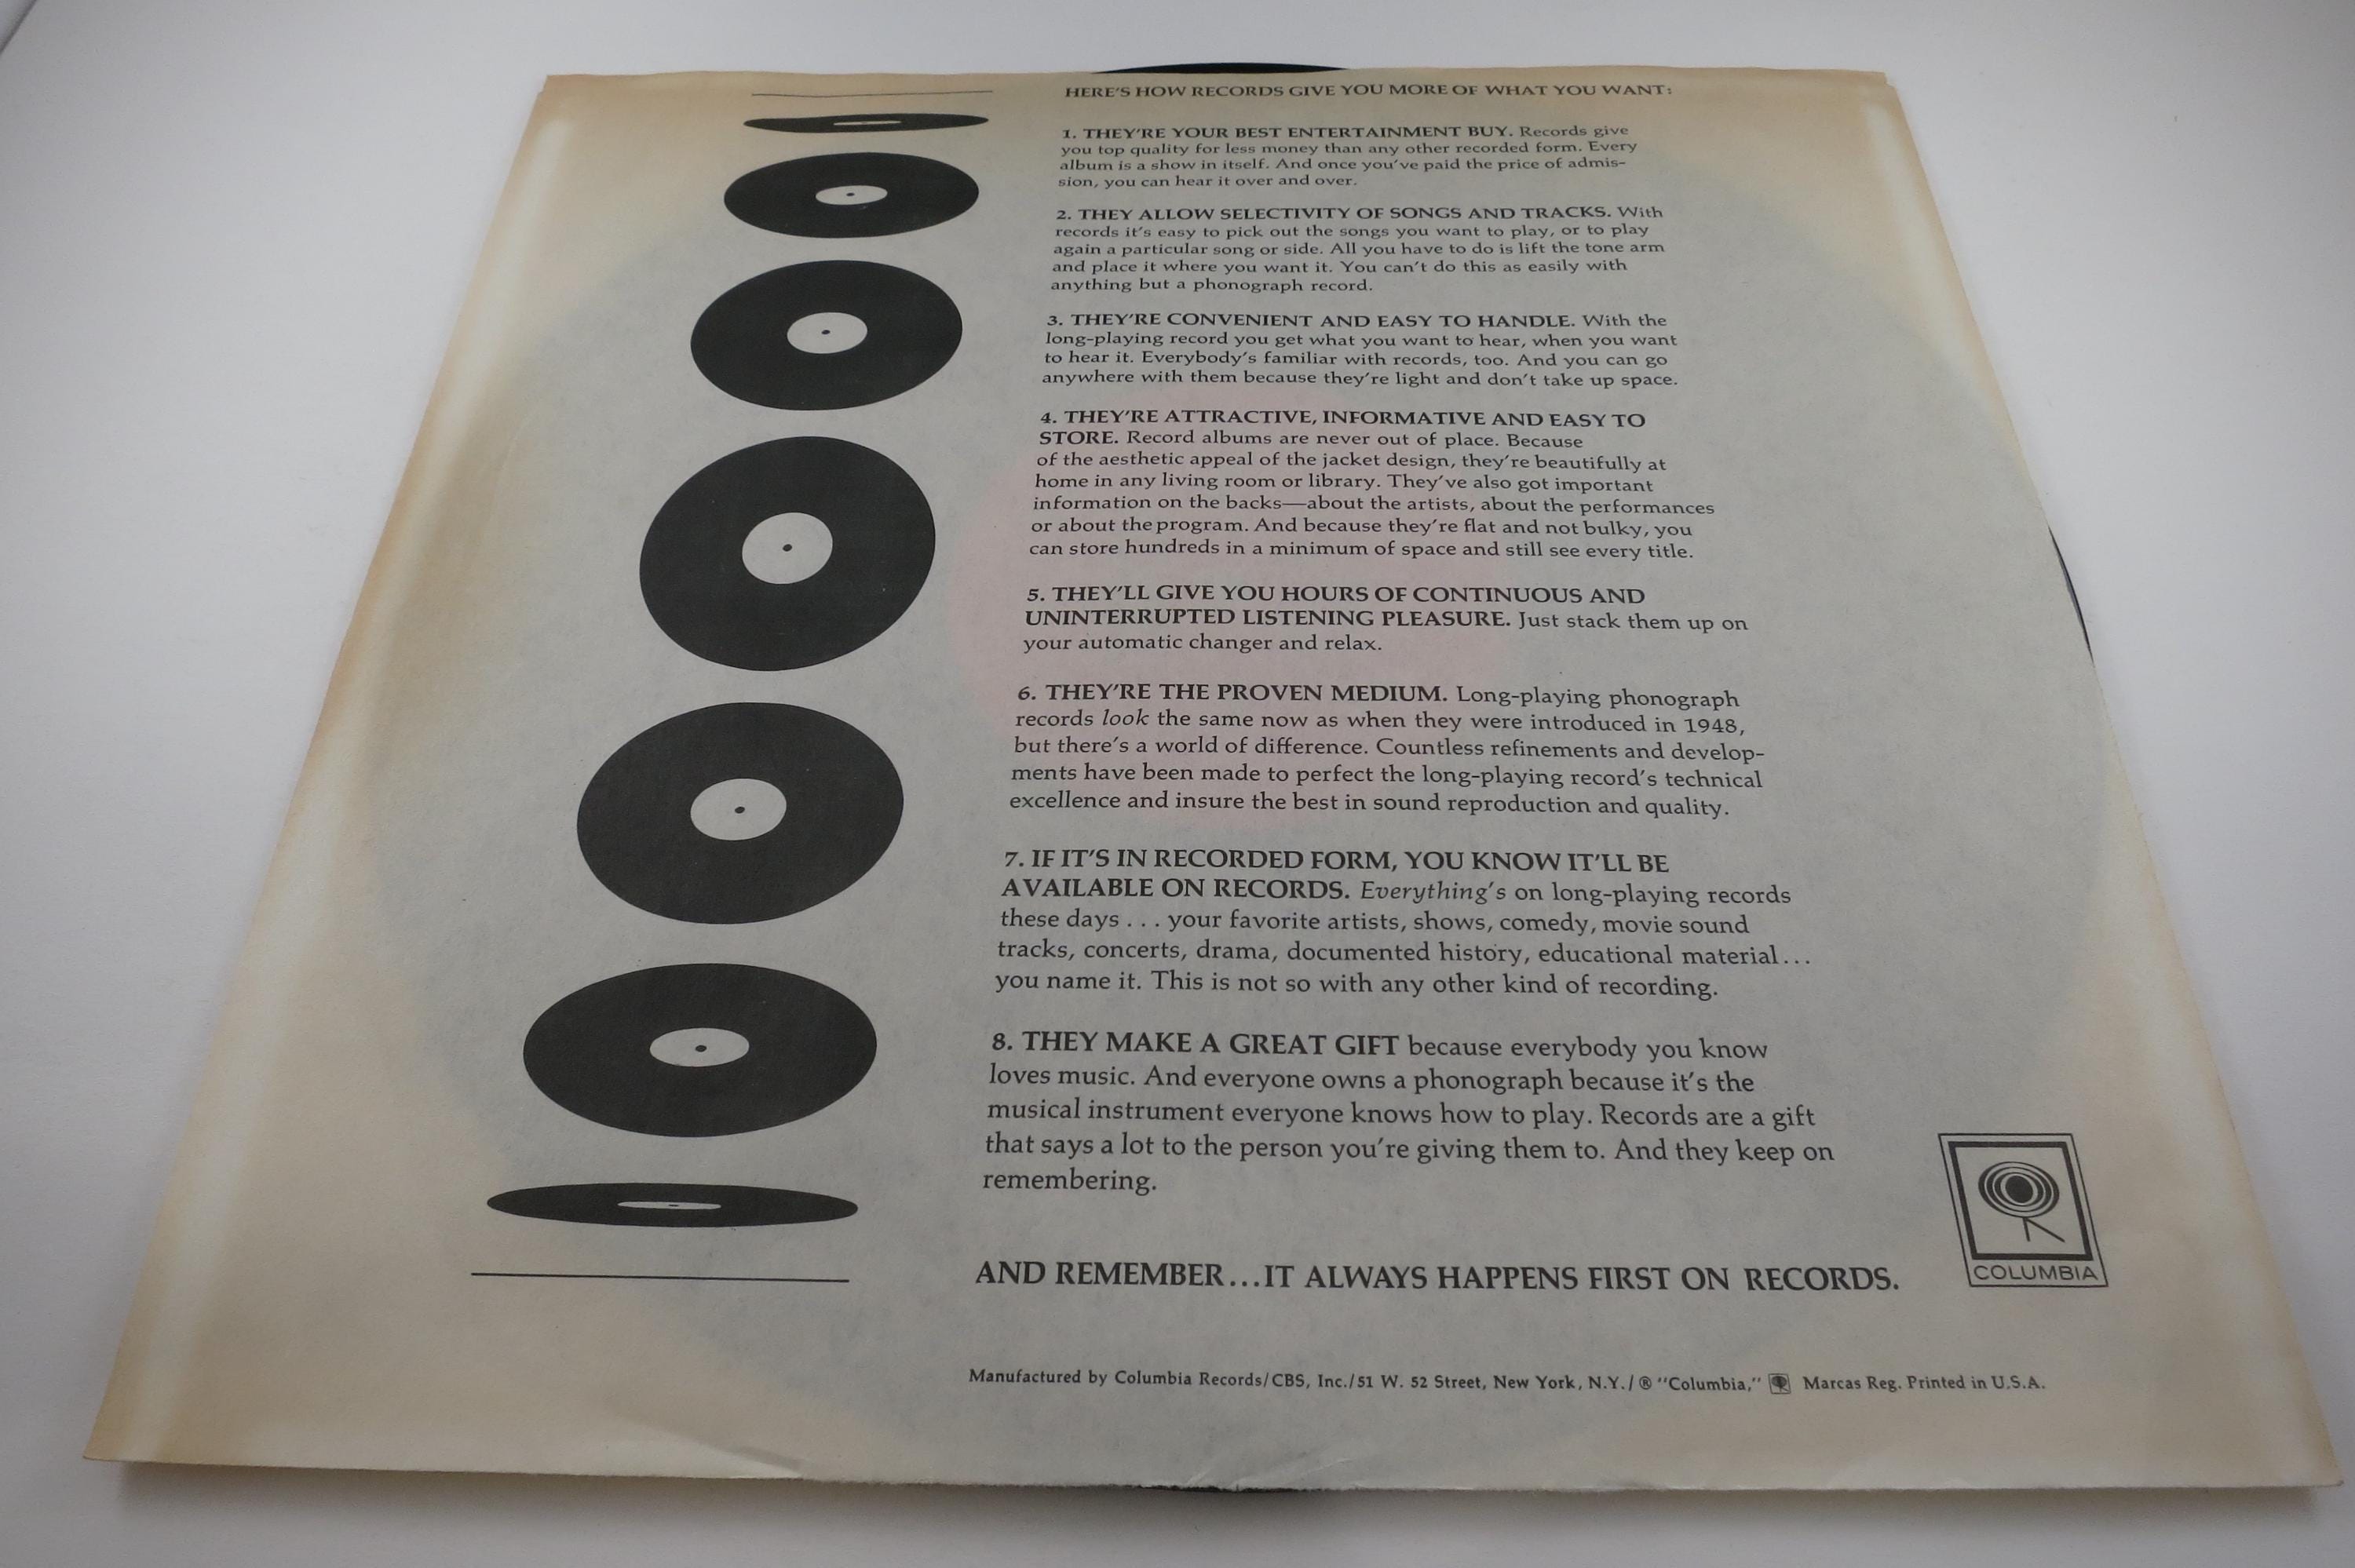 HERE'S HOW RECORDS GIVE YOU MORE OF WHAT YOU WANT:
1. THEY'RE YOUR BEST ENTERTAINMENT BUY. Records give
you top quality for less money than any other recorded form. Every
album is a show in itself. And once you've paid the price of admis-
sion, you can hear it over and over.
2. THEY ALLOW SELECTIVITY OF SONGS AND TRACKS. With
records it's easy to pick out the songs you want to play, or to play
again a particular song or side. All you have to do is lift the tone arm
and place it where you want it. You can't do this as easily with
anything but a phonograph record.
3. THEY'RE CONVENIENT AND EASY TO HANDLE. With the
long-playing record you get what you want to hear, when you want
to hear it. Everybody's familiar with records, too. And you can go
anywhere with them because they're light and don't take up space.
4. THEY'RE ATTRACTIVE, INFORMATIVE AND EASY TO
STORE. Record albums are never out of place. Because
of the aesthetic appeal of the jacket design, they're beautifully at
home in any living room or library. They've also got important
information on the backs—about the artists, about the performances
or about the program. And because they're flat and not bulky, you
can store hundreds in a minimum of space and still see every title.
5. THEY'LL GIVE YOU HOURS OF CONTINUOUS AND
UNINTERRUPTED LISTENING PLEASURE. Just stack them up on
your automatic changer and relax.
6. THEY'RE THE PROVEN MEDIUM. Long-playing phonograph
records look the same now as when they were introduced in 1948,
but there's a world of difference. Countless refinements and develop-
ments have been made to perfect the long-playing record's technical
excellence and insure the best in sound reproduction and quality.
7. IF IT'S IN RECORDED FORM, YOU KNOW IT'LL BE
AVAILABLE ON RECORDS. Everything's on long-playing records
these days . . . your favorite artists, shows, comedy, movie sound
tracks, concerts, drama, documented history, educational material...
you name it. This is not so with any other kind of recording.
8. THEY MAKE A GREAT GIFT because everybody you know
loves music. And everyone owns a phonograph because it's the
musical instrument everyone knows how to play. Records are a gift
that says a lot to the person you're giving them to. And they keep on
remembering.
AND REMEMBER...IT ALWAYS HAPPENS FIRST ON RECORDS.
COLUMBIA
Manufactured by Columbia Records/CBS, Inc./51 W. 52 Street, New York, N.Y./® "Columbia," Marcas Reg. Printed in U.S.A.